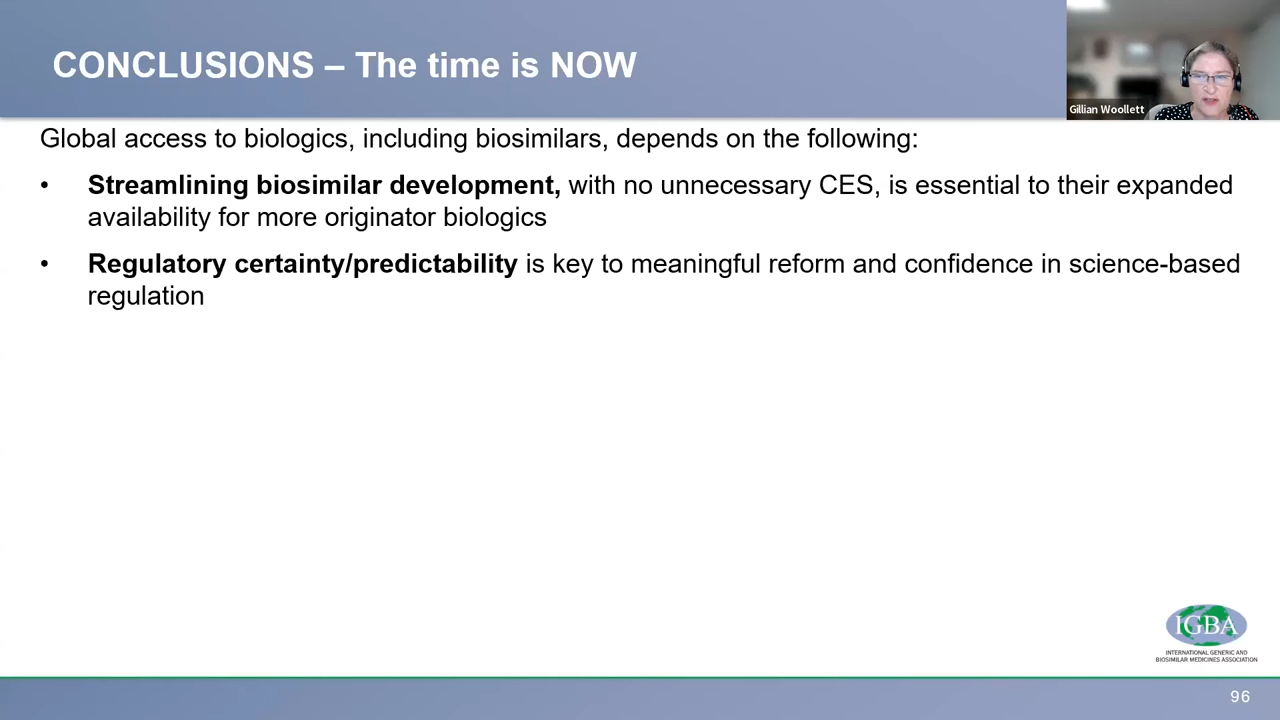 CONCLUSIONS – The time is NOW
Gillian Woollett
Global access to biologics, including biosimilars, depends on the following:
• Streamlining biosimilar development, with no unnecessary CES, is essential to their expanded
availability for more originator biologics
• Regulatory certainty/predictability is key to meaningful reform and confidence in science-based
regulation
IGBA
INTERNATIONAL GENERIC AND
BIOSIMILAR MEDICINES ASSOCIATION
96